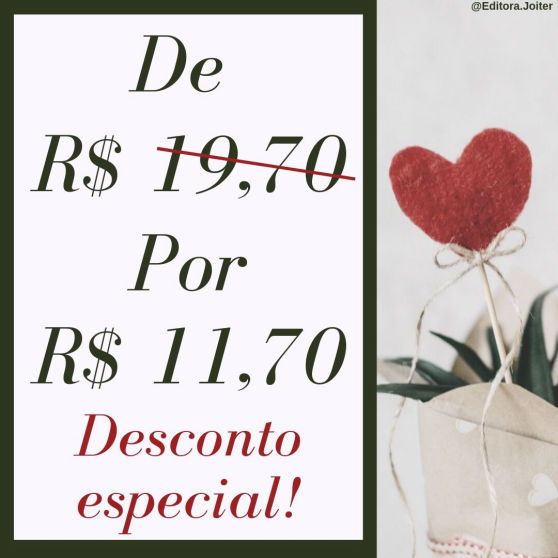 @Editora.Joiter
De
R$ 19,70
Por
R$ 11,70
Desconto
especial!